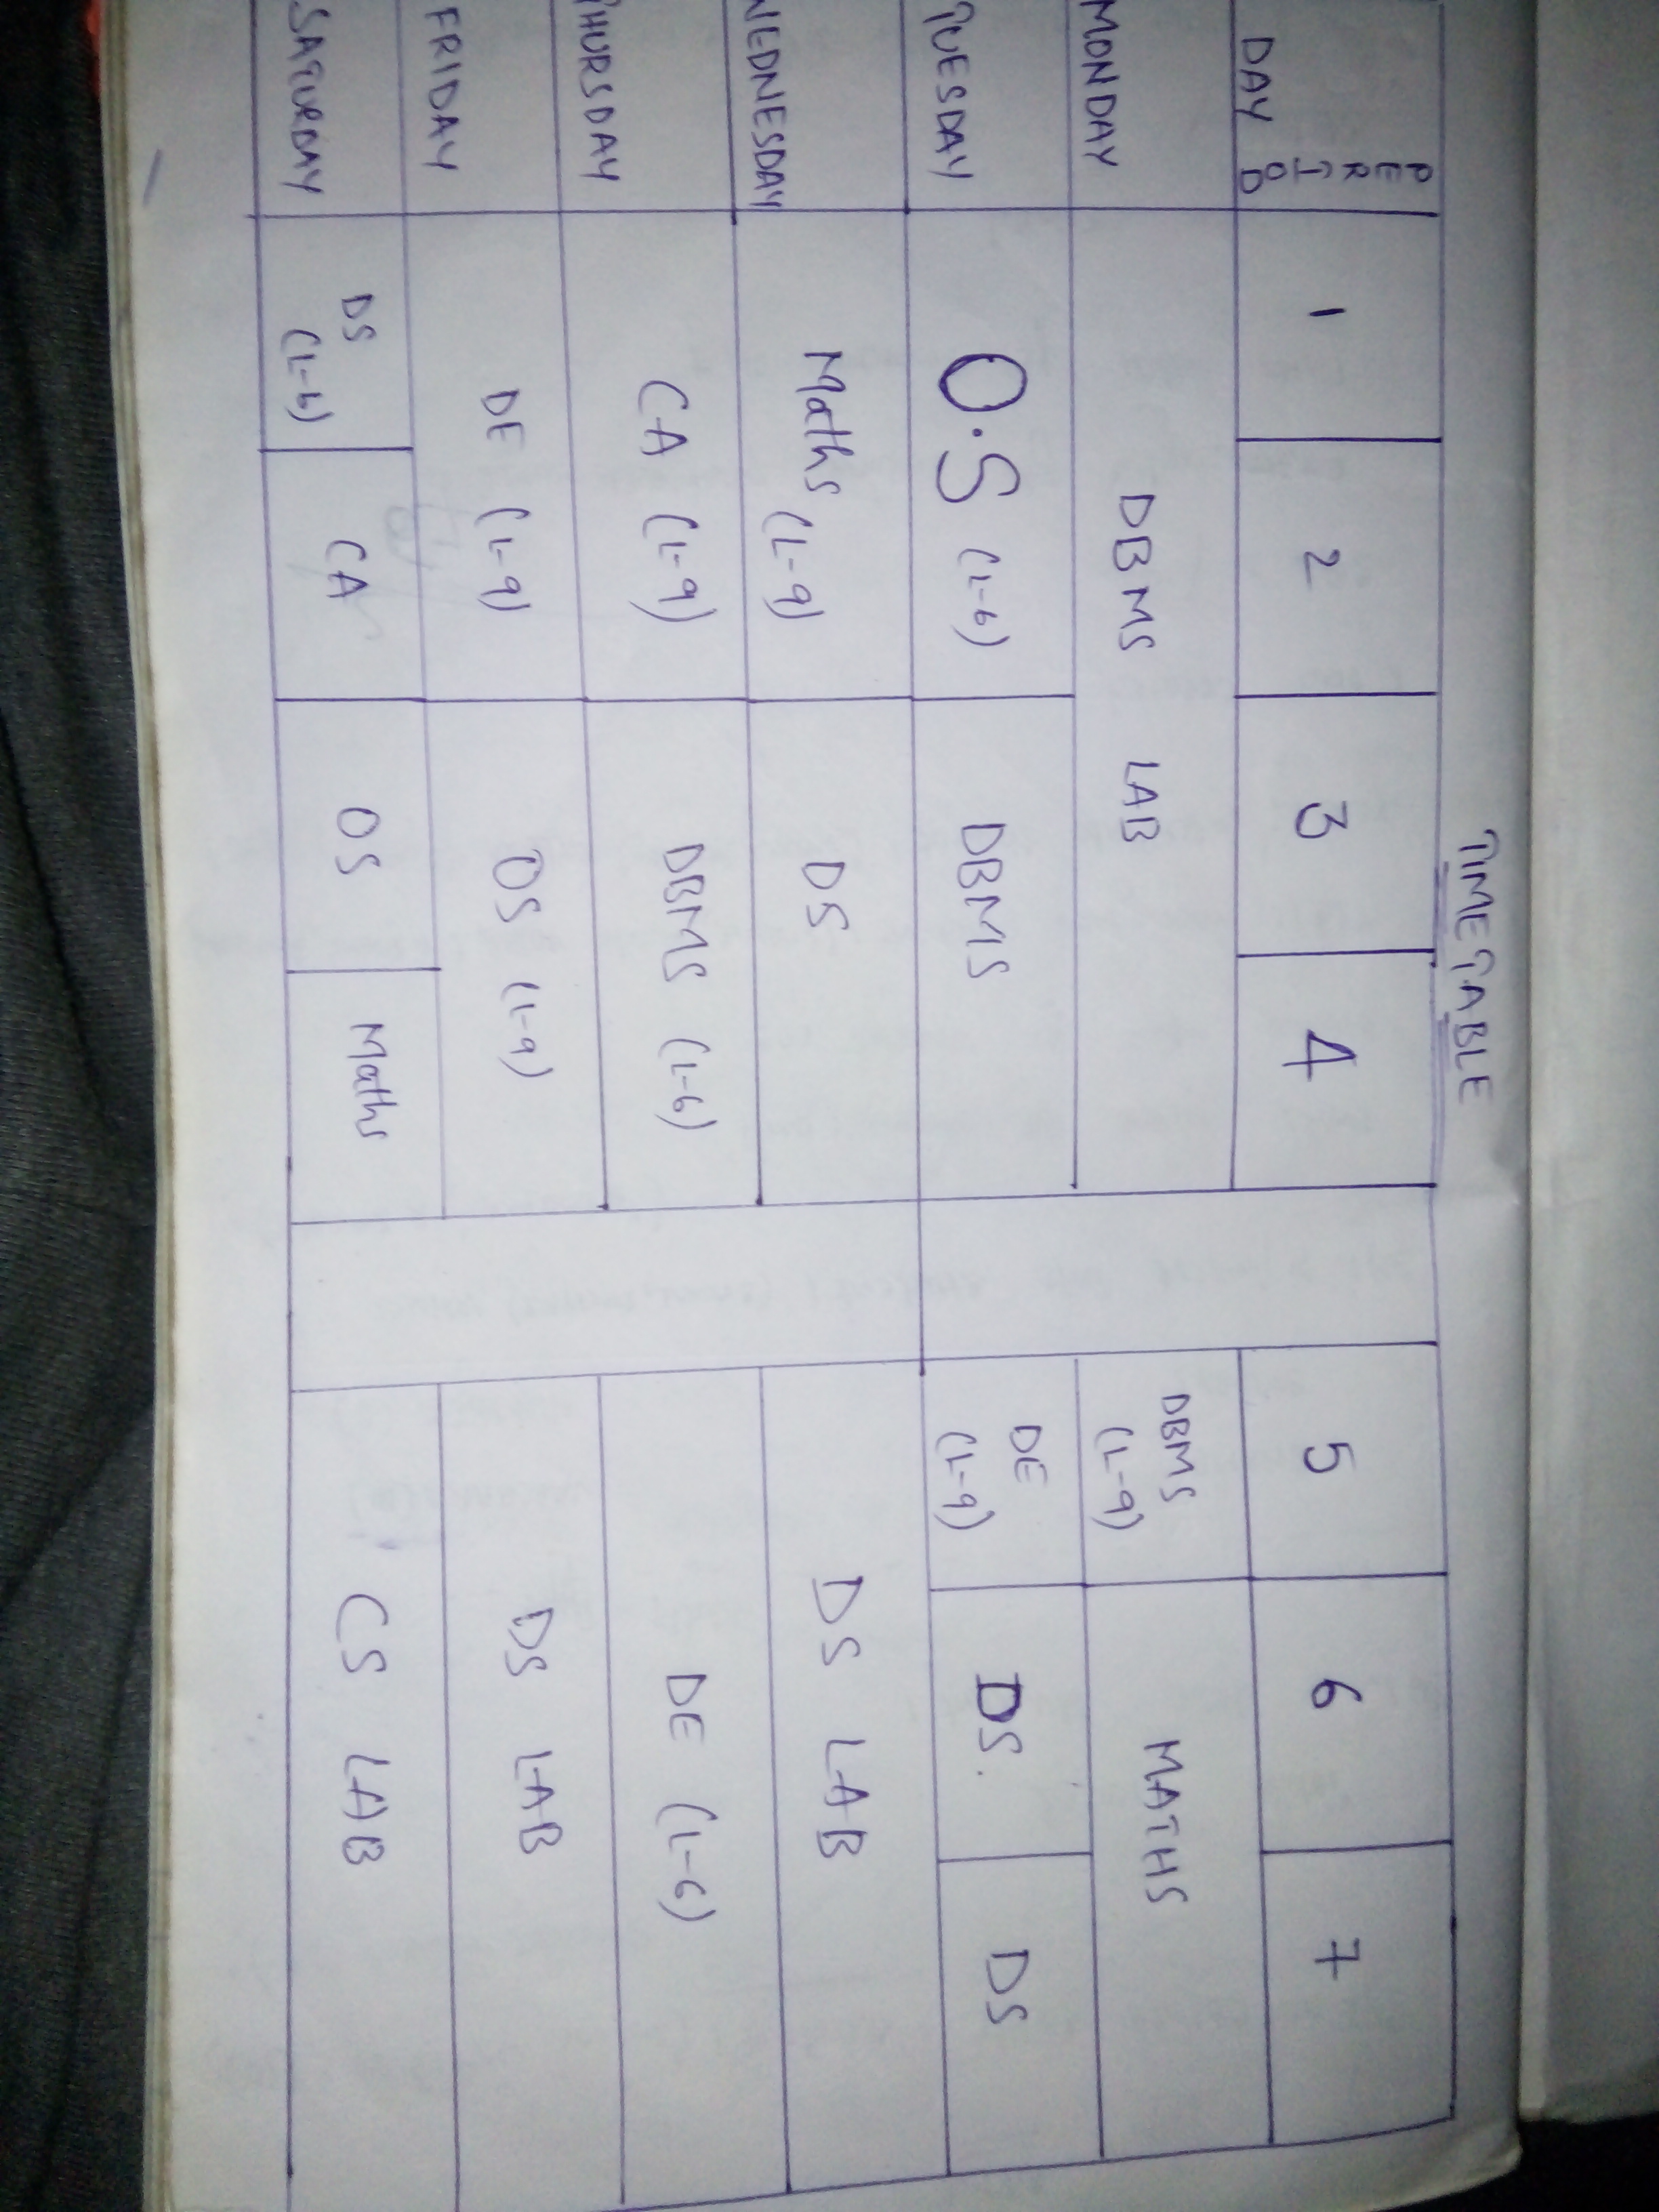 TIME TABLE
DAY PERIOD 1 2 3 4 5 6 7
MONDAY DBMS LAB DBMS (L-9) MATHS
TUESDAY O.S (L-6) DBMS DE (L-9) DS. DS
WEDNESDAY Maths (L-9) DS DS LAB
THURSDAY CA (L-9) DBMS (L-6) DE (L-6)
FRIDAY DE (L-9) OS (L-9) DS LAB
SATURDAY DS (L-6) CA OS Maths CS LAB